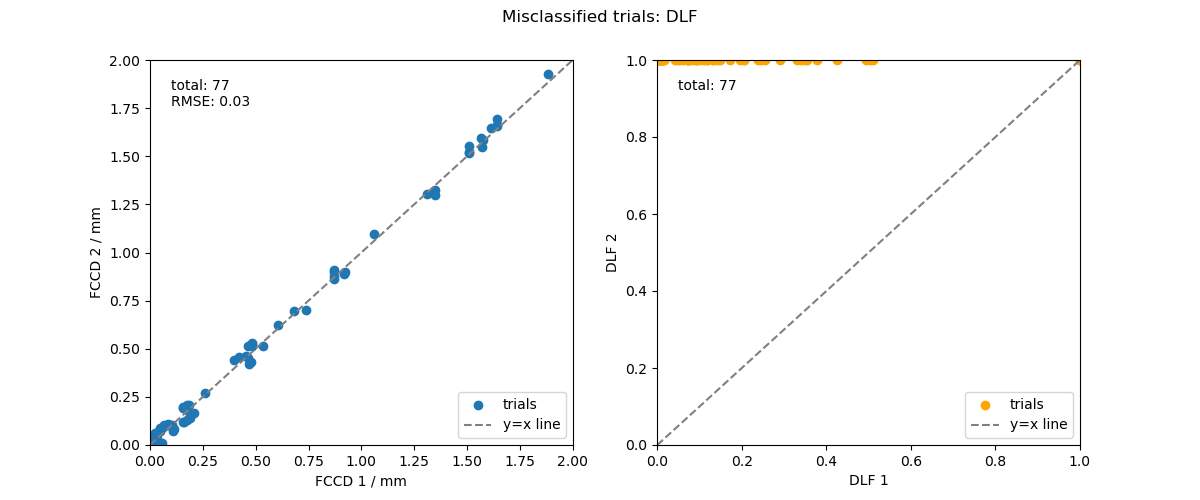 Misclassified trials: DLF
2.00
1.75
1.50
1.25
1.00
0.75
0.50
0.25
0.00
FCCD 2 / mm
total: 77
RMSE: 0.03
trials
y=x line
0.00 0.25 0.50 0.75 1.00 1.25 1.50 1.75 2.00
FCCD 1 / mm
1.0
0.8
0.6
0.4
0.2
0.0
DLF 2
total: 77
trials
y=x line
0.0 0.2 0.4 0.6 0.8 1.0
DLF 1